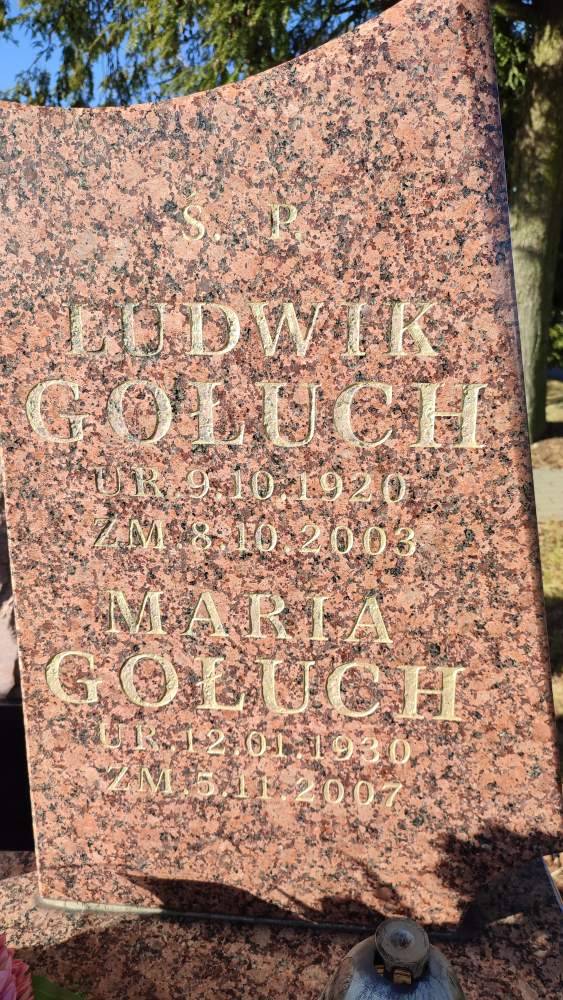 Ś. P.
LUDWIK
GOŁUCH
UR. 9.10.1920
ZM. 8.10.2003
MARIA
GOŁUCH
UR. 12.01.1930
ZM. 5.11.2007